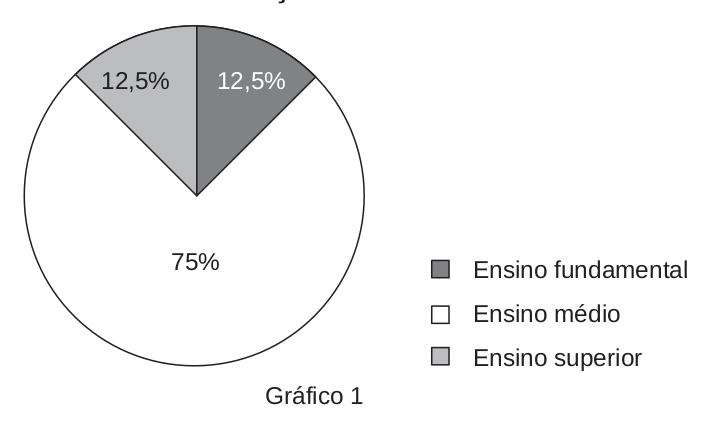 12,5%
12,5%
75%
Ensino fundamental
Ensino médio
Ensino superior
Gráfico 1